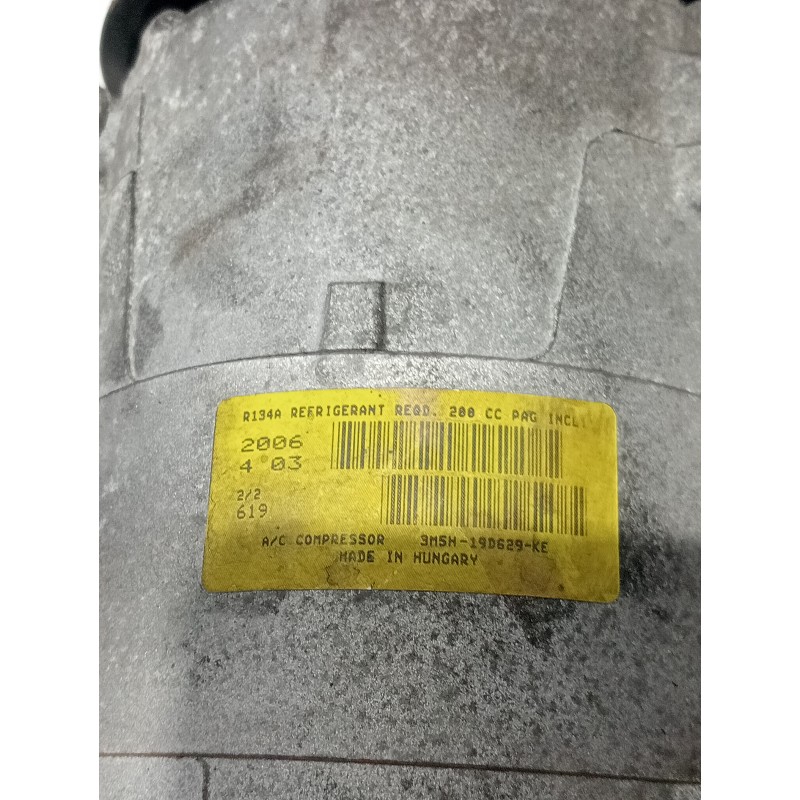 R134A REFRIGERANT REQD. 200 CC PAG INCL.
2006
4 03
2/2
619
A/C COMPRESSOR 3M5H-19D629-KE
MADE IN HUNGARY